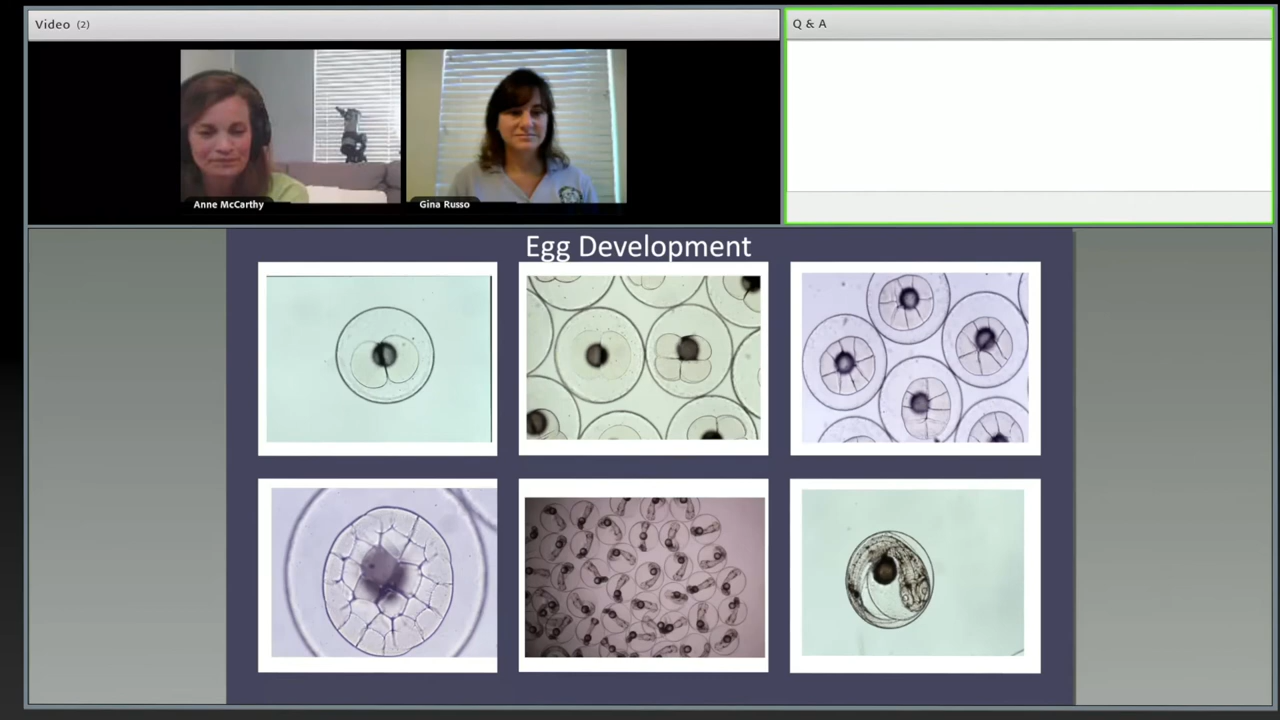 Video (2)
Q & A
Anne McCarthy
Gina Russo
Egg Development